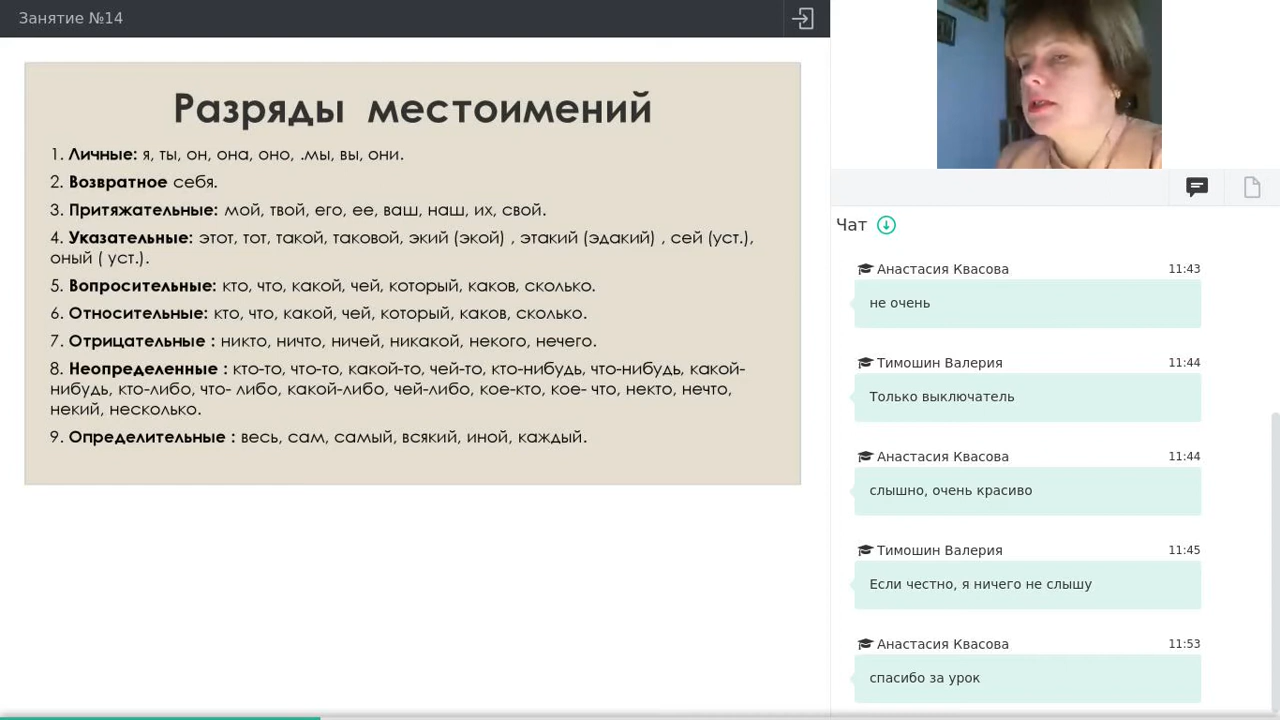 Занятие №14
Разряды местоимений
1. Личные: я, ты, он, она, оно, .мы, вы, они.
2. Возвратное себя.
3. Притяжательные: мой, твой, его, ее, ваш, наш, их, свой.
4. Указательные: этот, тот, такой, таковой, экий (экой) , этакий (эдакий) , сей (уст.),
оный ( уст.).
5. Вопросительные: кто, что, какой, чей, который, каков, сколько.
6. Относительные: кто, что, какой, чей, который, каков, сколько.
7. Отрицательные : никто, ничто, ничей, никакой, некого, нечего.
8. Неопределенные : кто-то, что-то, какой-то, чей-то, кто-нибудь, что-нибудь, какой-
нибудь, кто-либо, что- либо, какой-либо, чей-либо, кое-кто, кое- что, некто, нечто,
некий, несколько.
9. Определительные : весь, сам, самый, всякий, иной, каждый.
Чат
Анастасия Квасова 11:43
не очень
Тимошин Валерия 11:44
Только выключатель
Анастасия Квасова 11:44
слышно, очень красиво
Тимошин Валерия 11:45
Если честно, я ничего не слышу
Анастасия Квасова 11:53
спасибо за урок